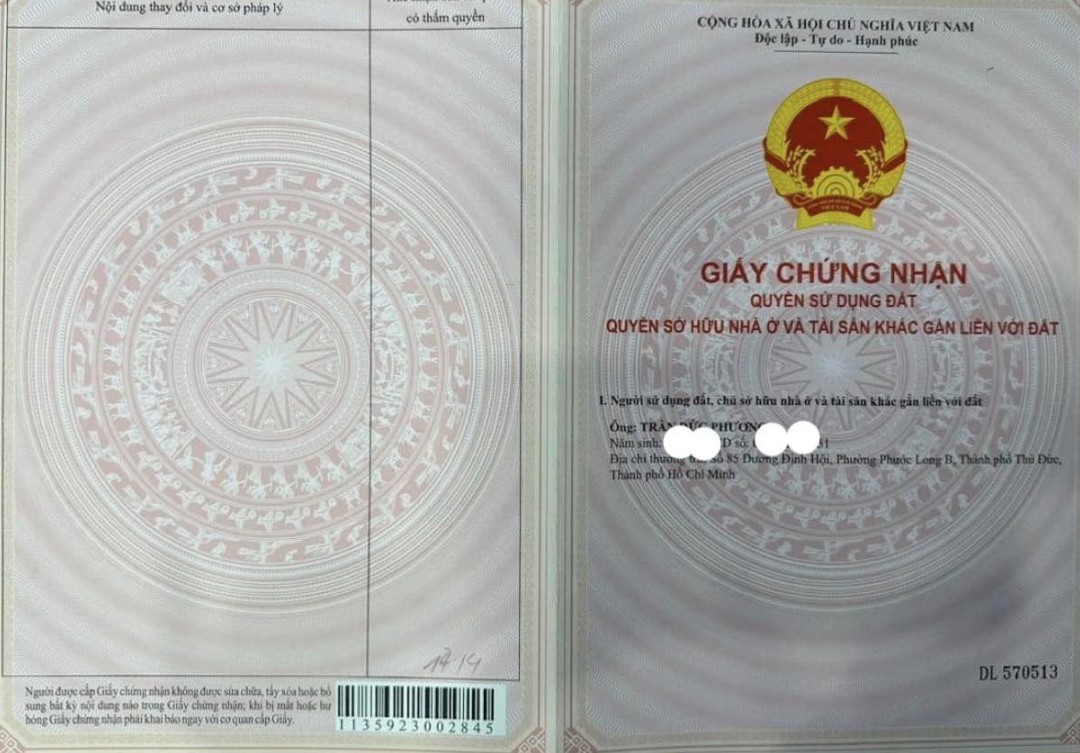 Nội dung thay đổi và cơ sở pháp lý
có thẩm quyền
14
Người được cấp Giấy chứng nhận không được sửa chữa, tẩy xóa hoặc bổ
sung bất kỳ nội dung nào trong Giấy chứng nhận; khi bị mất hoặc hư
hỏng Giấy chứng nhận phải khai báo ngay với cơ quan cấp Giấy.
1135923002845
CỘNG HÒA XÃ HỘI CHỦ NGHĨA VIỆT NAM
Độc lập - Tự do - Hạnh phúc
GIẤY CHỨNG NHẬN
QUYỀN SỬ DỤNG ĐẤT
QUYỀN SỞ HỮU NHÀ Ở VÀ TÀI SẢN KHÁC GẮN LIỀN VỚI ĐẤT
I. Người sử dụng đất, chủ sở hữu nhà ở và tài sản khác gắn liền với đất
Ông: TRẦN ĐỨC PHƯƠNG
Năm sinh: số:
Địa chỉ thường số 85 Dương Đình Hội, Phường Phước Long B, Thành phố Thủ Đức,
Thành phố Hồ Chí Minh
DL 570513